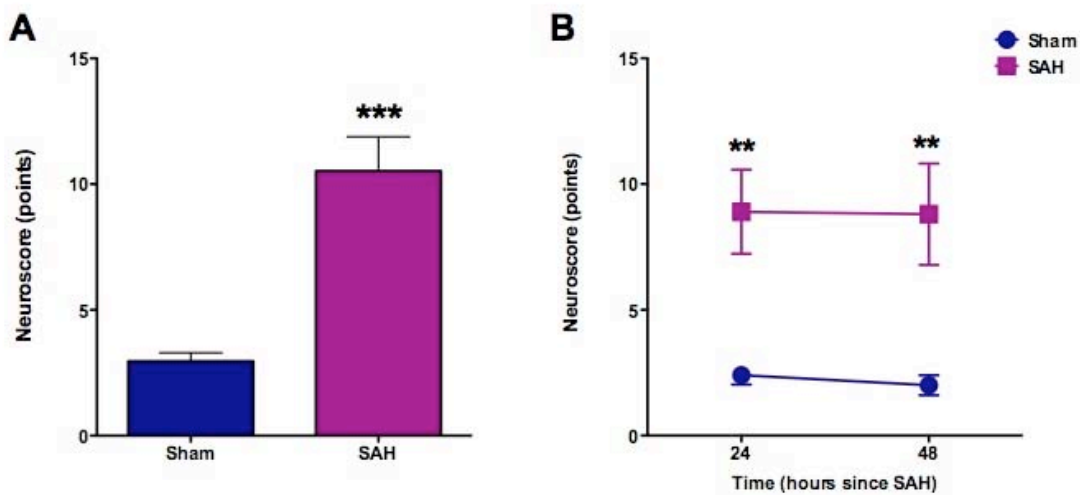 A
Neuroscore (points)
15
10
5
0
***
Sham
SAH
B
Neuroscore (points)
15
10
5
0
**
**
24
48
Time (hours since SAH)
Sham
SAH